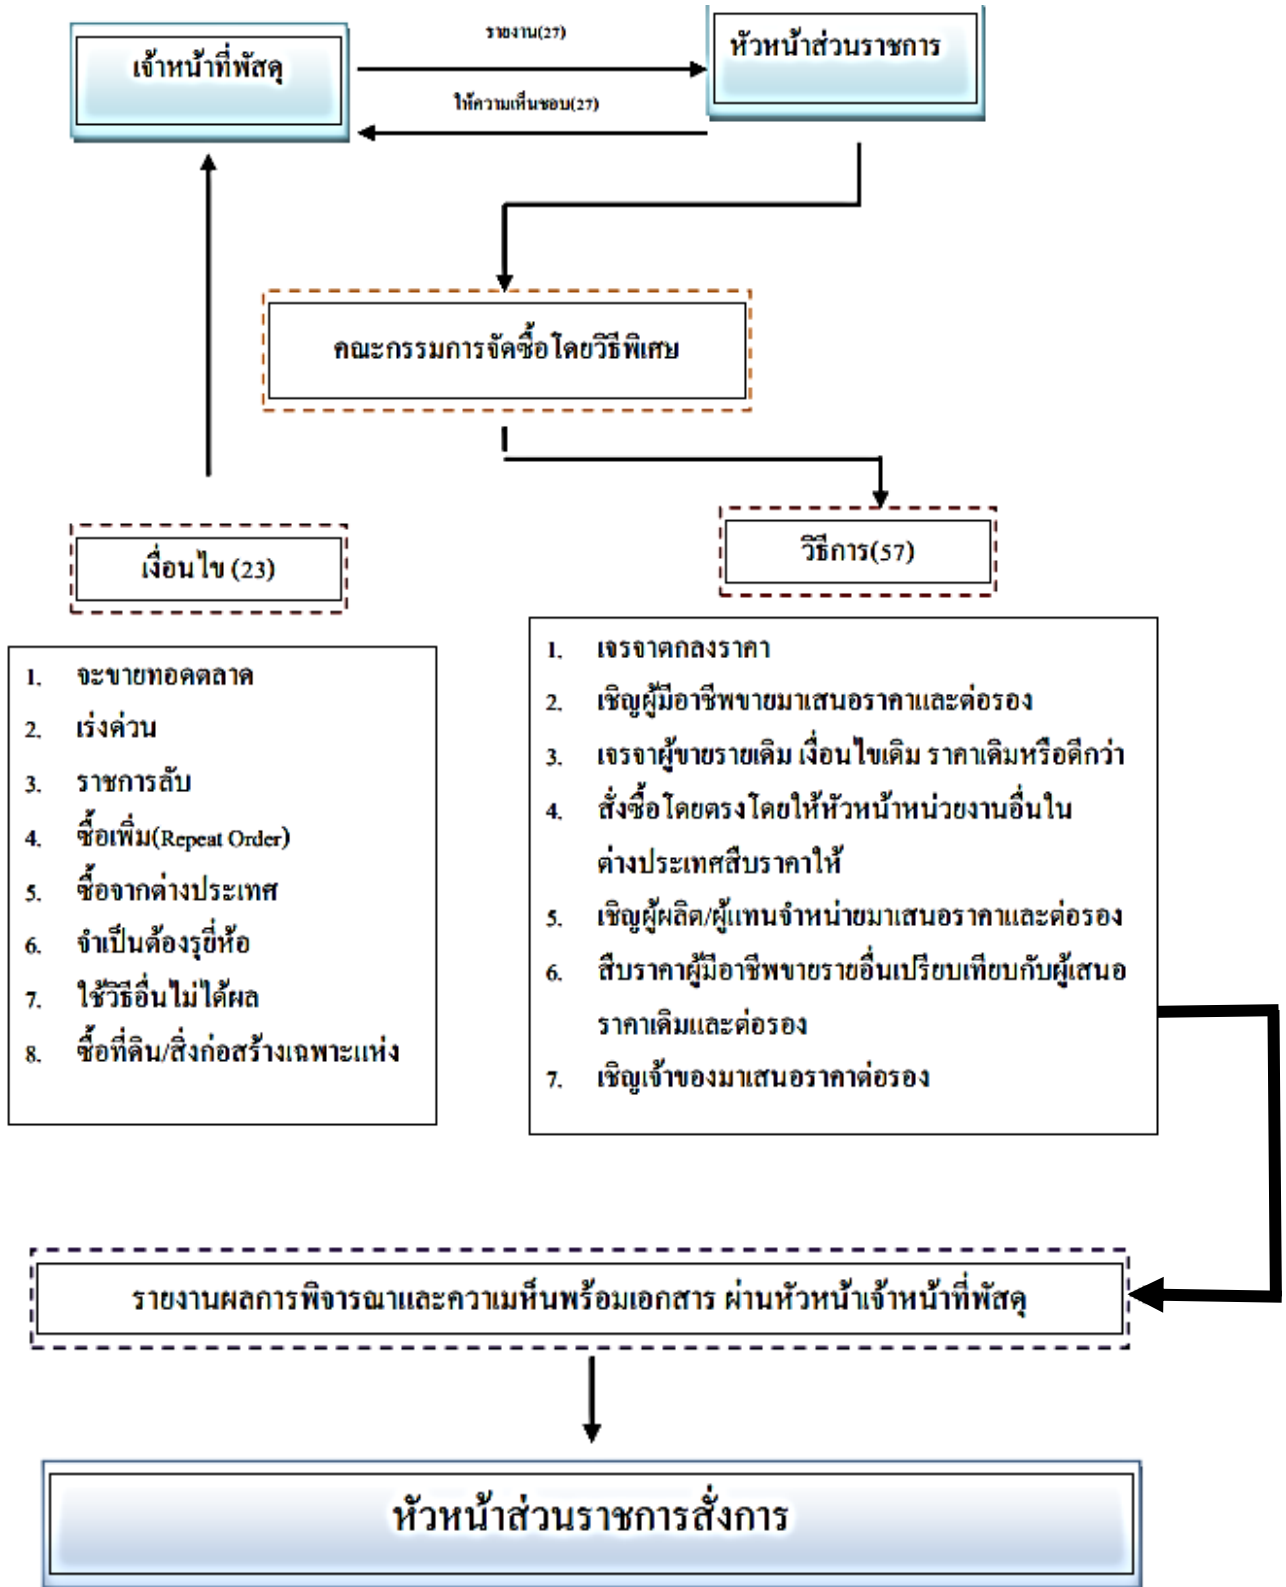 รายงาน(27)
หัวหน้าส่วนราชการ
เจ้าหน้าที่พัสดุ
ให้ความเห็นชอบ(27)
คณะกรรมการจัดซื้อโดยวิธีพิเศษ
เงื่อนไข (23)
1. จะขายทอดตลาด
2. เร่งด่วน
3. ราชการลับ
4. ซื้อเพิ่ม(Repeat Order)
5. ซื้อจากต่างประเทศ
6. จำเป็นต้องรุยี่ห้อ
7. ใช้วิธีอื่นไม่ได้ผล
8. ซื้อที่ดิน/สิ่งก่อสร้างเฉพาะแห่ง
วิธีการ(57)
1. เจรจาตกลงราคา
2. เชิญผู้มีอาชีพขายมาเสนอราคาและต่อรอง
3. เจรจาผู้ขายรายเดิม เงื่อนไขเดิม ราคาเดิมหรือดีกว่า
4. สั่งซื้อโดยตรงโดยให้หัวหน้าหน่วยงานอื่นใน
ต่างประเทศสืบราคาให้
5. เชิญผู้ผลิต/ผู้แทนจำหน่ายมาเสนอราคาและต่อรอง
6. สืบราคาผู้มีอาชีพขายรายอื่นเปรียบเทียบกับผู้เสนอ
ราคาเดิมและต่อรอง
7. เชิญเจ้าของมาเสนอราคาต่อรอง
รายงานผลการพิจารณาและความเมห็นพร้อมเอกสาร ผ่านหัวหน้าเจ้าหน้าที่พัสดุ
หัวหน้าส่วนราชการสั่งการ